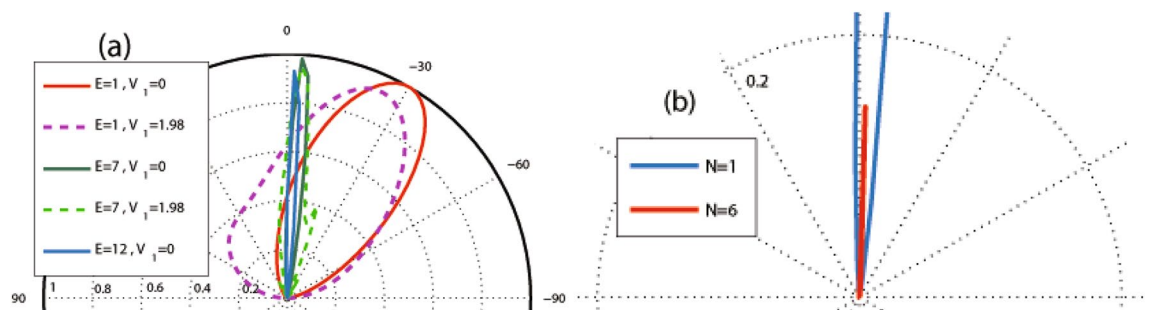 (a)
0
−30
−60
−90
90
1
0.8
0.6
0.4
0.2
E=1 , V 1=0
E=1 , V 1=1.98
E=7 , V 1=0
E=7 , V 1=1.98
E=12 , V 1=0
(b)
0.2
N=1
N=6